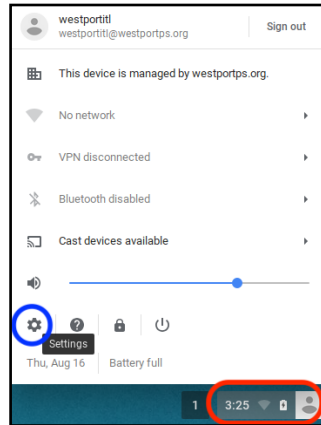 westportitl
Sign out
westportitl@westportps.org
This device is managed by westportps.org.
No network
VPN disconnected
Bluetooth disabled
Cast devices available
Settings
Thu, Aug 16 Battery full
1 3:25